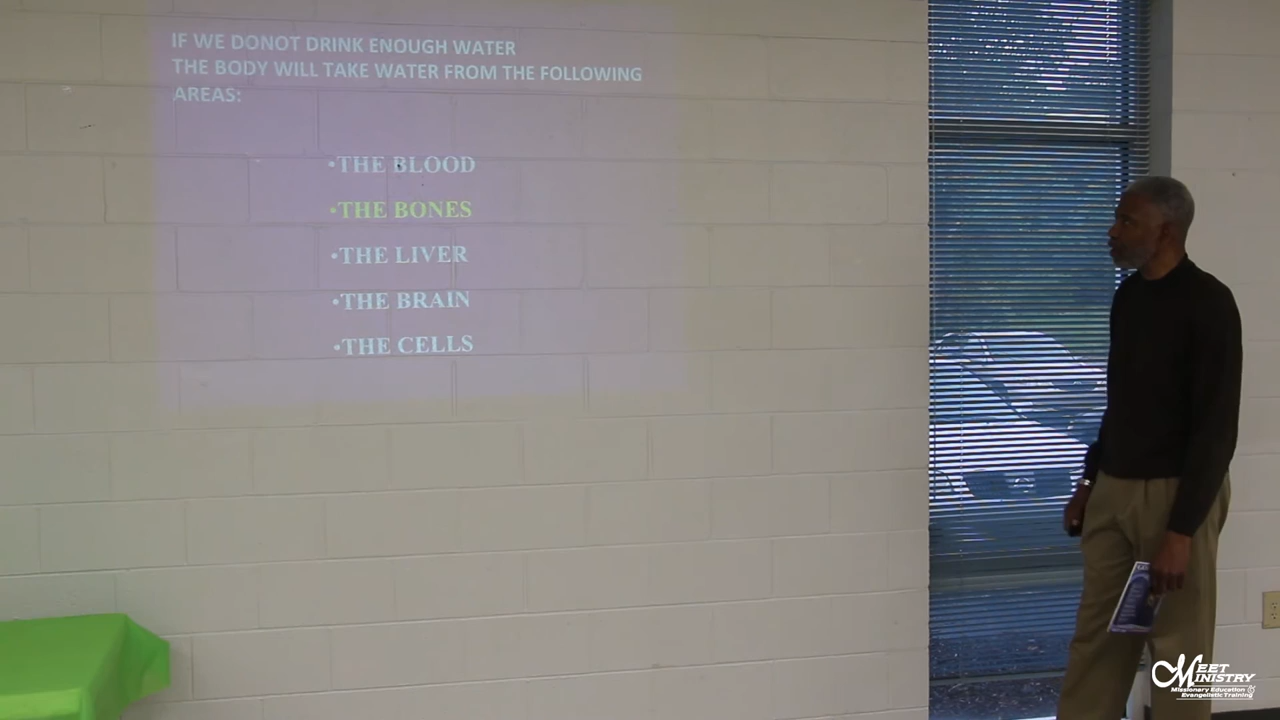 IF WE DONOT DRINK ENOUGH WATER
THE BODY WILL TAKE WATER FROM THE FOLLOWING
AREAS:
•THE BLOOD
•THE BONES
•THE LIVER
•THE BRAIN
•THE CELLS
MEET
MINISTRY
Missionary Education &
Evangelistic Training